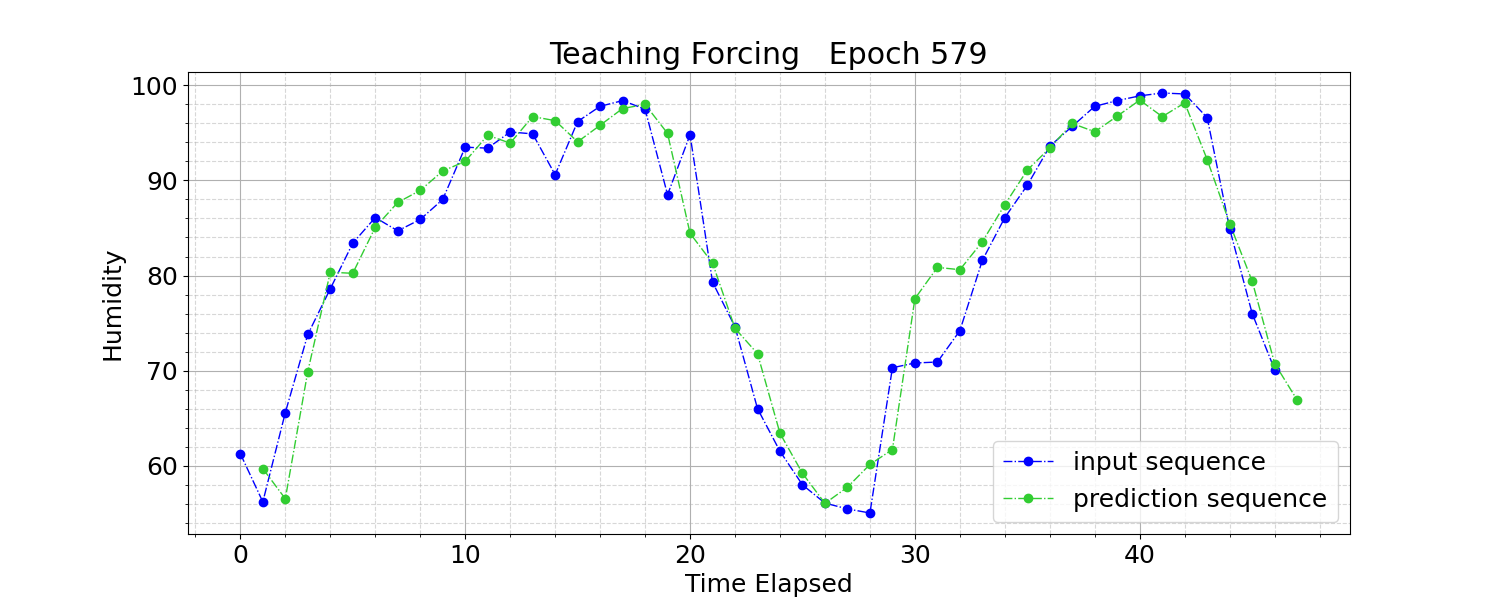 Teaching Forcing   Epoch 579
100
90
80
70
60
Humidity
0 10 20 30 40
Time Elapsed
input sequence
prediction sequence